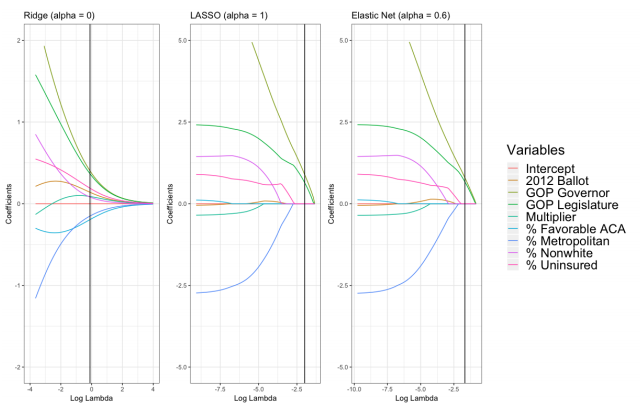 Ridge (alpha = 0)
LASSO (alpha = 1)
Elastic Net (alpha = 0.6)
2
1
0
-1
-2
5.0
2.5
0.0
-2.5
-5.0
5.0
2.5
0.0
-2.5
-5.0
-4
-2
0
2
4
-7.5
-5.0
-2.5
-10.0
-7.5
-5.0
-2.5
Coefficients
Coefficients
Coefficients
Log Lambda
Log Lambda
Log Lambda
Variables
Intercept
2012 Ballot
GOP Governor
GOP Legislature
Multiplier
% Favorable ACA
% Metropolitan
% Nonwhite
% Uninsured